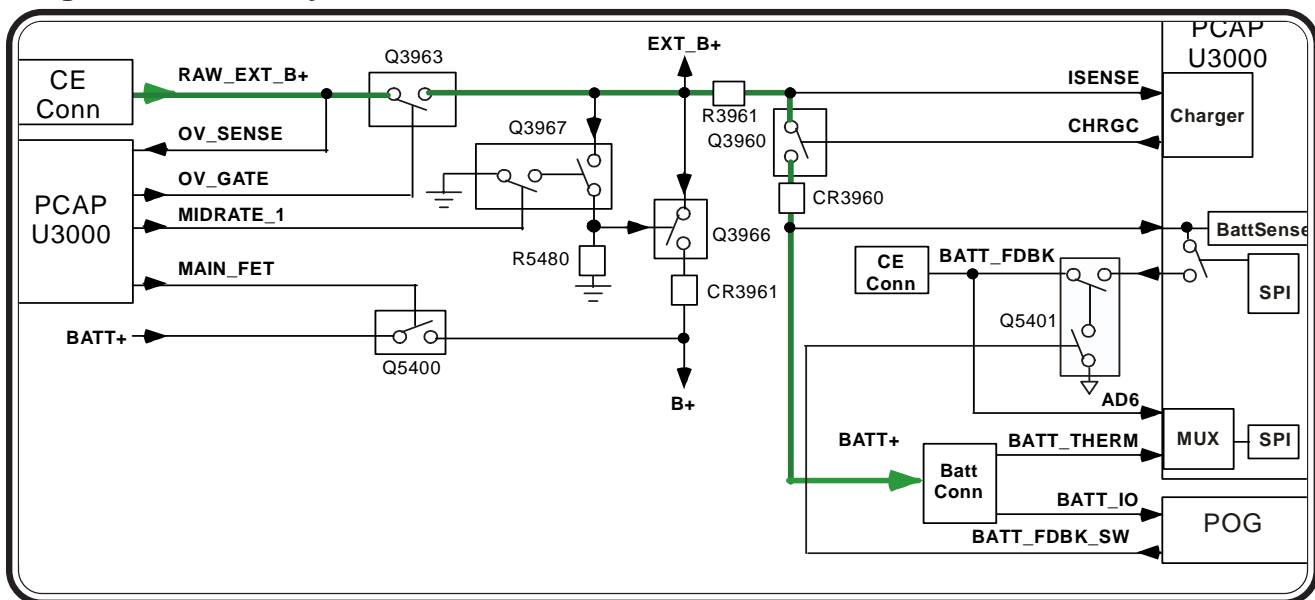 PCAP
U3000
CE
Conn
RAW_EXT_B+
Q3963
EXT_B+
R3961
ISENSE
Charger
OV_SENSE
Q3967
Q3960
CHRGC
OV_GATE
PCAP
U3000
MIDRATE_1
CR3960
R5480
Q3966
BattSense
MAIN_FET
CR3961
CE
Conn
BATT_FDBK
SPI
Q5401
BATT+
Q5400
B+
AD6
BATT+
BATT_THERM
MUX
SPI
Batt
Conn
BATT_IO
POG
BATT_FDBK_SW